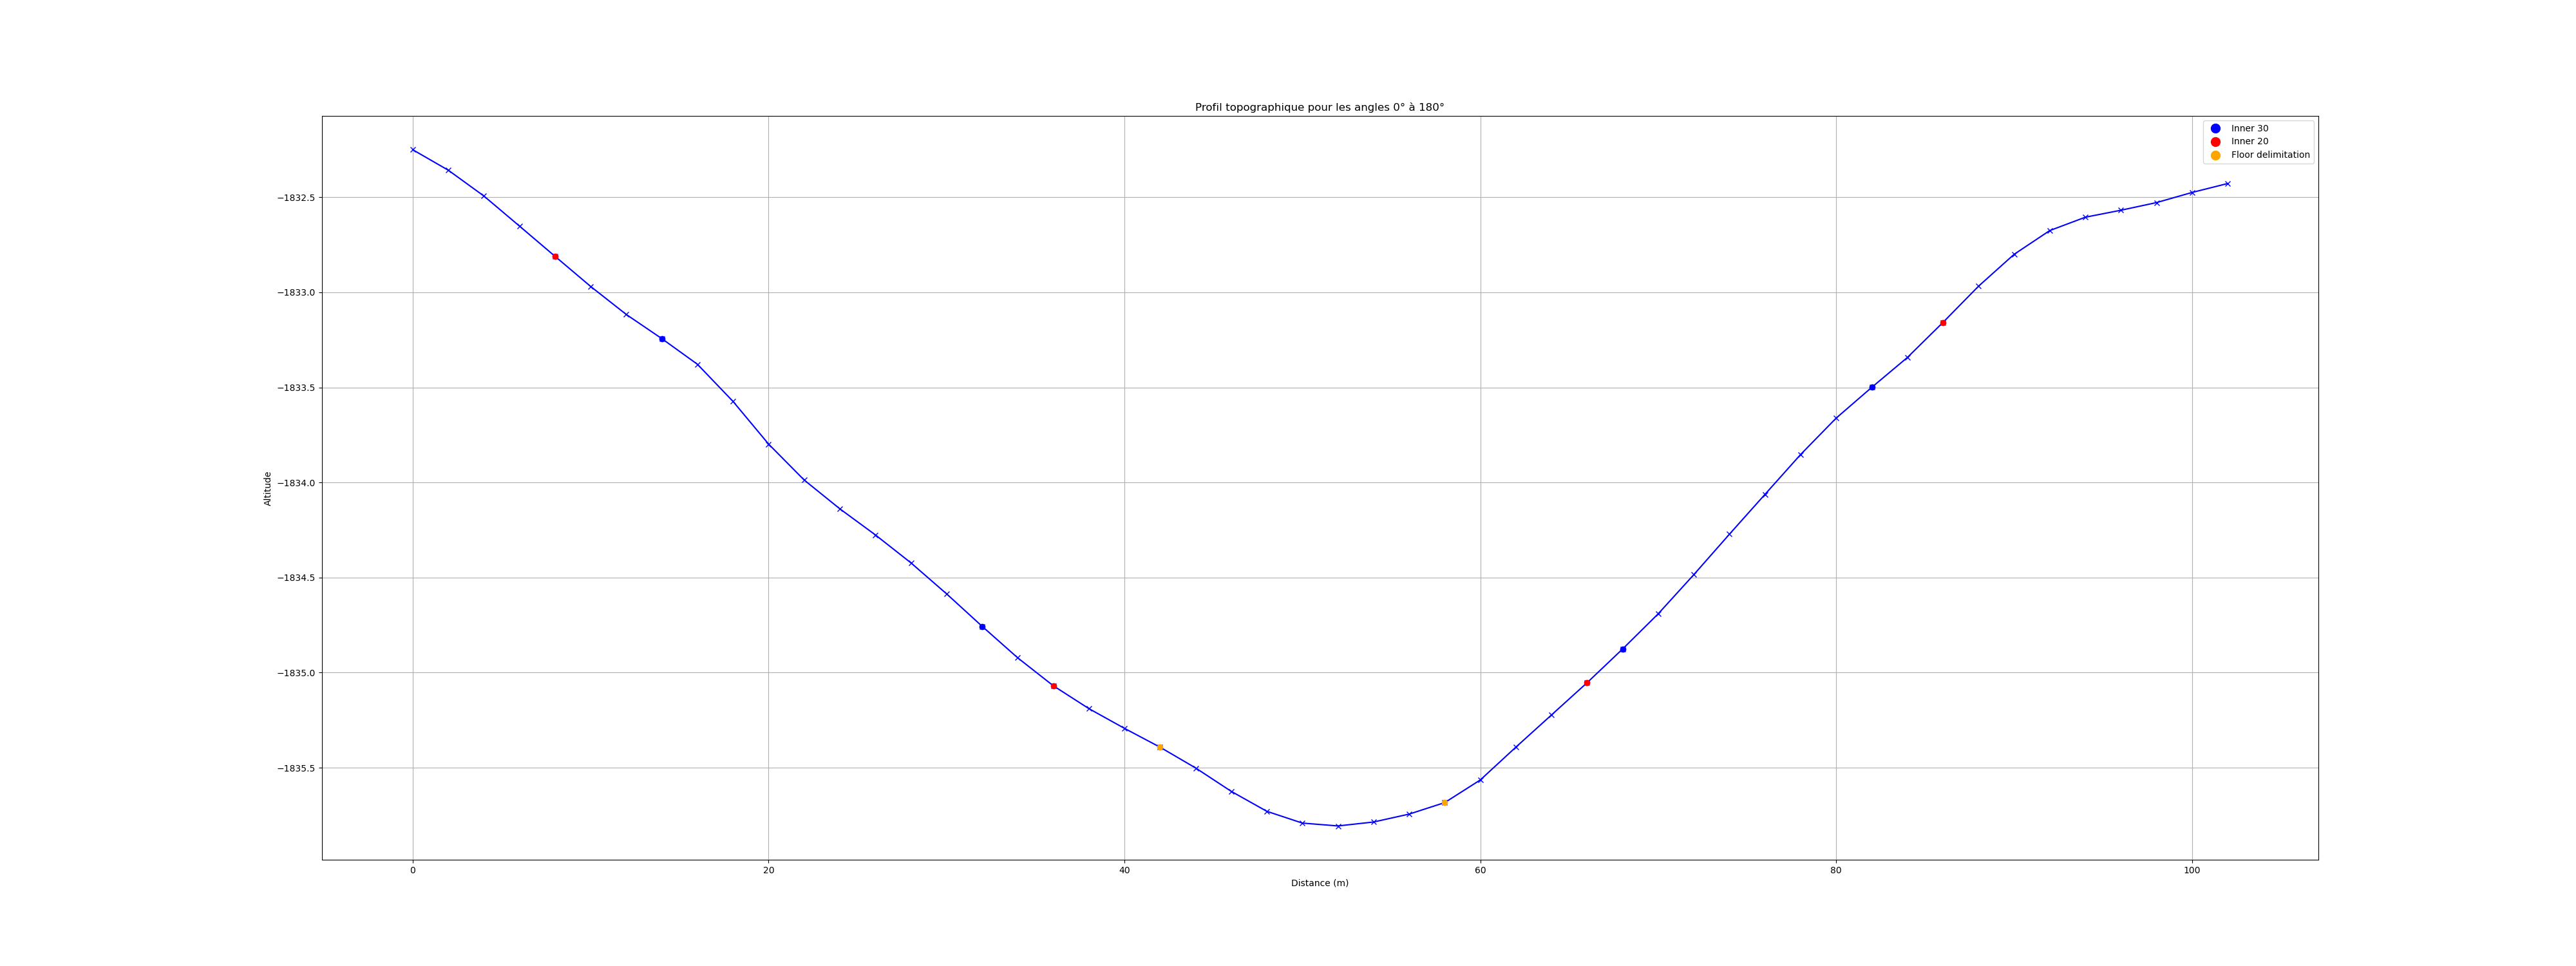 Profil topographique pour les angles 0° à 180°
Inner 30
Inner 20
Floor delimitation
−1832.5
−1833.0
−1833.5
−1834.0
−1834.5
−1835.0
−1835.5
Altitude
0 20 40 60 80 100
Distance (m)